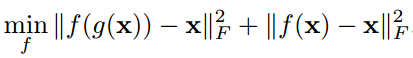 min_f ‖f(g(𝐱)) − 𝐱‖²_F + ‖f(𝐱) − 𝐱‖²_F